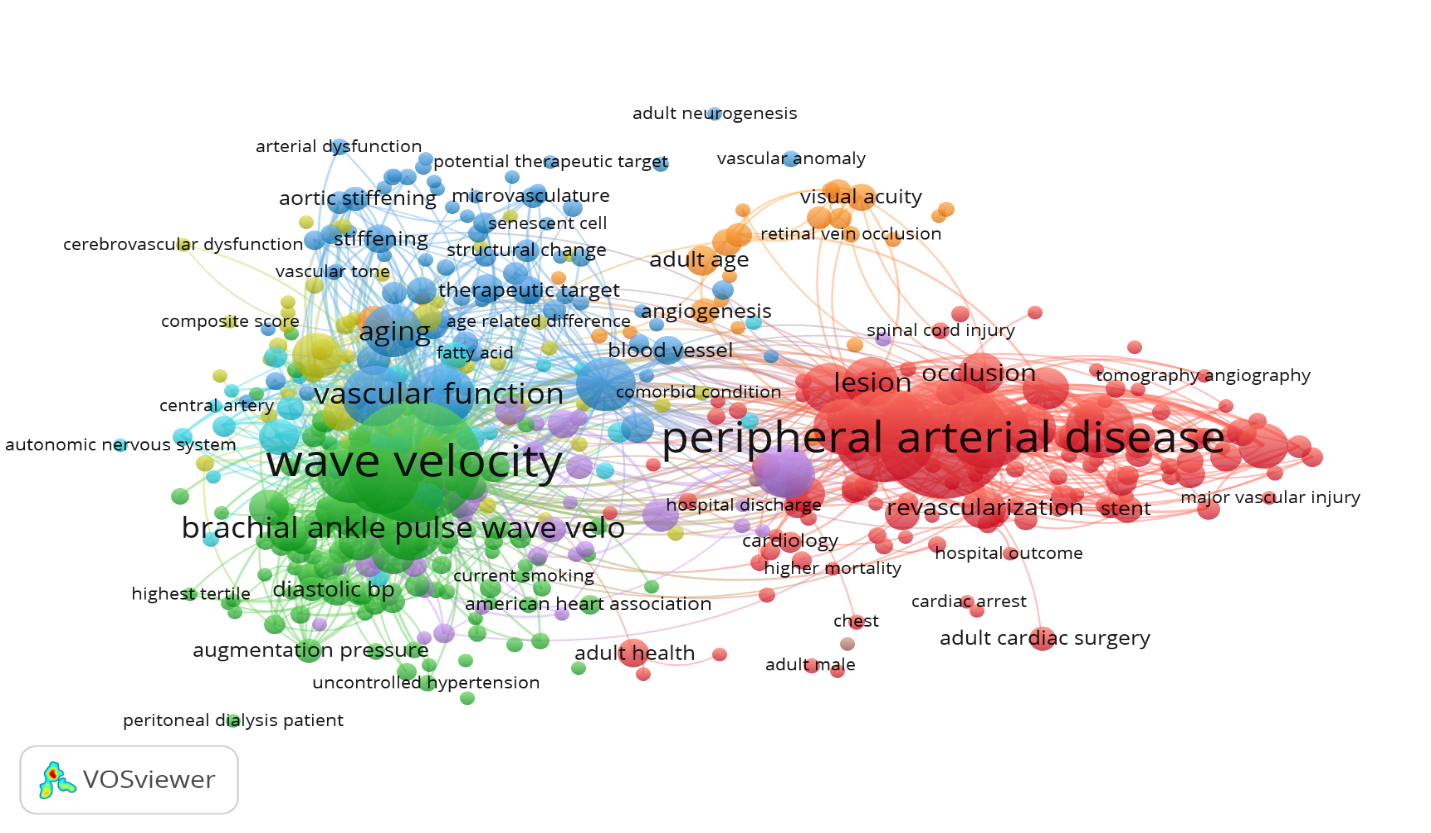 adult neurogenesis
arterial dysfunction
potential therapeutic target
vascular anomaly
aortic stiffening
microvasculature
visual acuity
senescent cell
retinal vein occlusion
cerebrovascular dysfunction
stiffening
structural change
adult age
vascular tone
therapeutic target
angiogenesis
composite score
aging
age related difference
spinal cord injury
fatty acid
blood vessel
tomography angiography
lesion
occlusion
vascular function
comorbid condition
central artery
autonomic nervous system
wave velocity
peripheral arterial disease
major vascular injury
hospital discharge
revascularization
stent
brachial ankle pulse wave velo
cardiology
hospital outcome
higher mortality
current smoking
highest tertile
diastolic bp
american heart association
cardiac arrest
chest
adult cardiac surgery
augmentation pressure
adult health
adult male
uncontrolled hypertension
peritoneal dialysis patient
VOSviewer